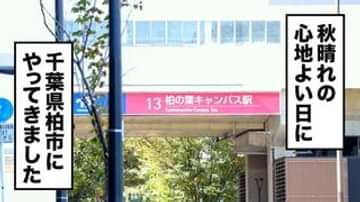 秋晴れの
心地よい日に
13 柏の葉キャンパス駅
千葉県柏市に
やってきました